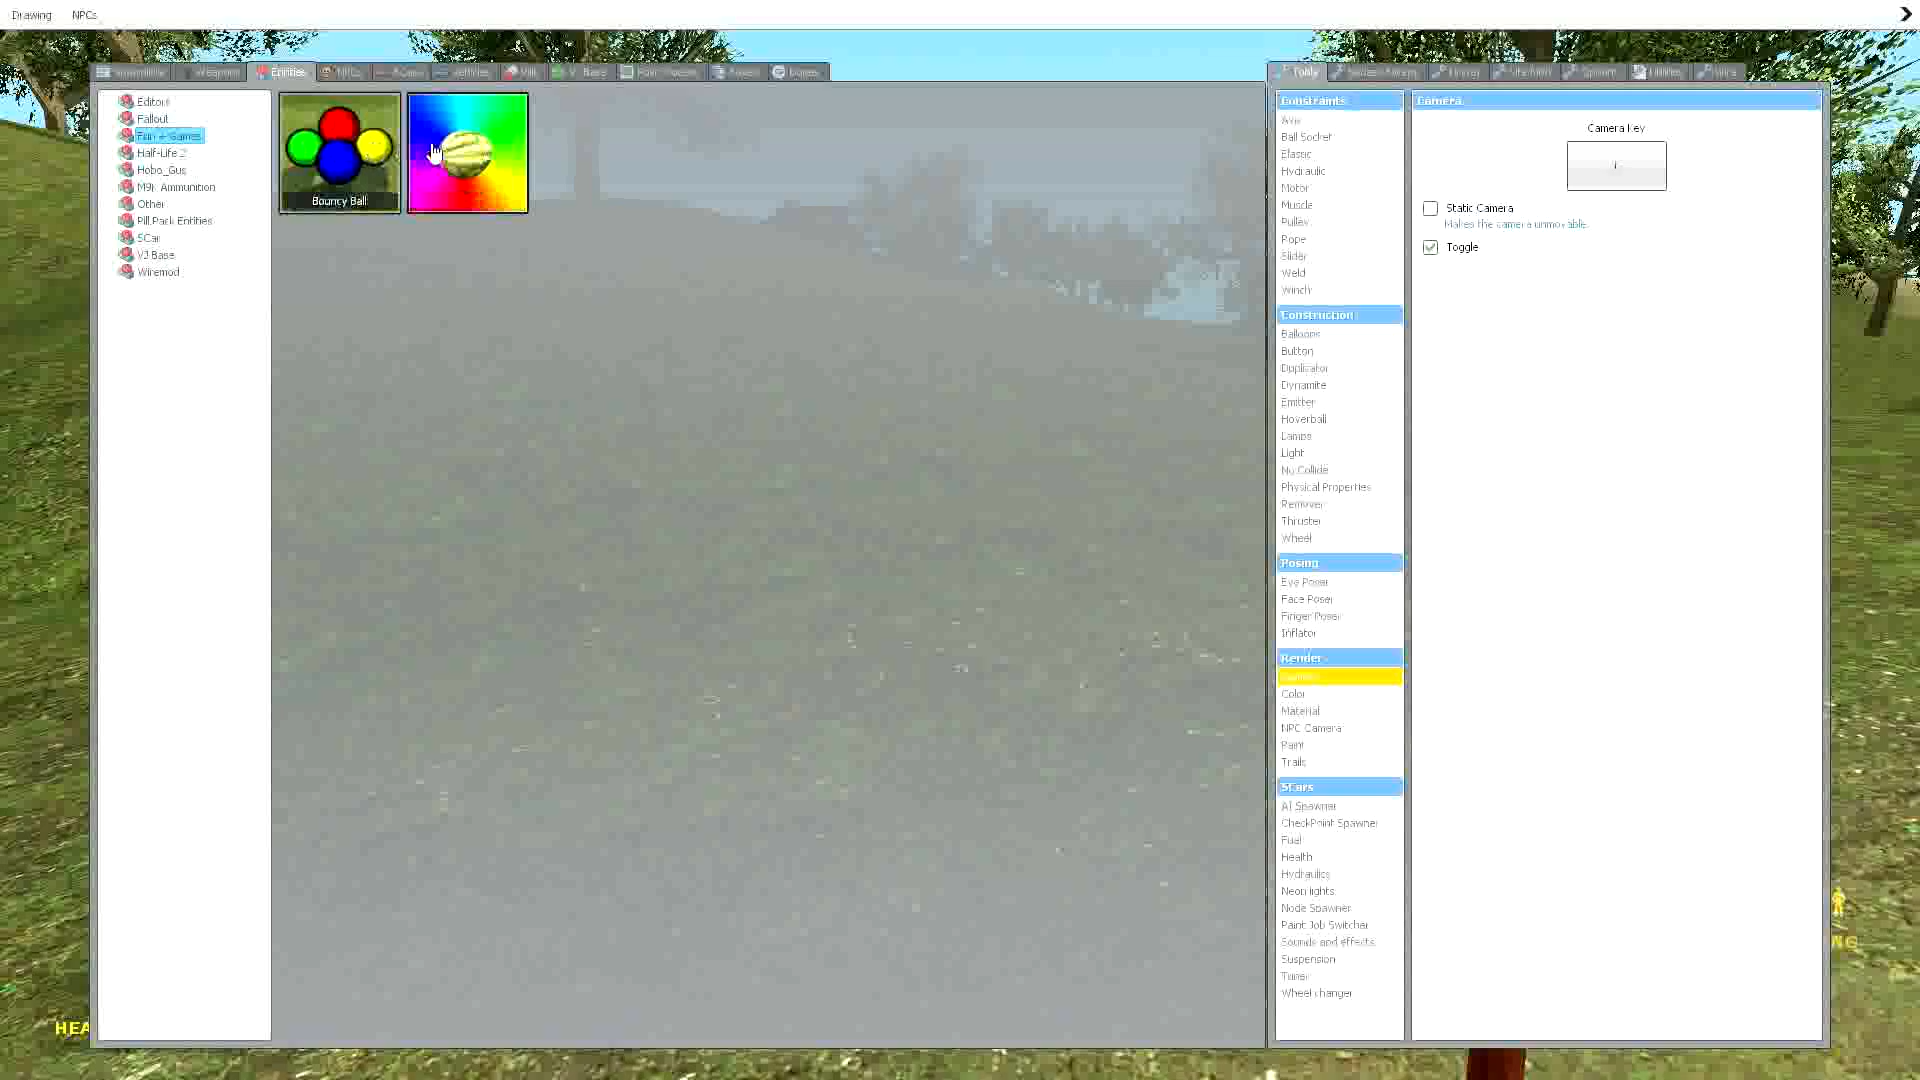 Drawing NPCs
Entities
Editors
Fallout
Fun + Games
Half-Life 2
Hobo_Gus
M9K Ammunition
Other
Pill Pack Entities
SCar
VJ Base
Wiremod
Bouncy Ball
Tools
Constraints
Axis
Ball Socket
Elastic
Hydraulic
Motor
Muscle
Pulley
Rope
Slider
Weld
Winch
Construction
Balloons
Button
Duplicator
Dynamite
Emitter
Hoverball
Lamps
Light
No Collide
Physical Properties
Remover
Thruster
Wheel
Posing
Eye Poser
Face Poser
Finger Poser
Inflator
Render
Camera
Color
Material
NPC Camera
Paint
Trails
SCars
AI Spawner
CheckPoint Spawner
Fuel
Health
Hydraulics
Neon lights
Node Spawner
Paint Job Switcher
Sounds and effects
Suspension
Tuner
Wheel changer
Camera
Camera Key
Static Camera
Makes the camera unmovable.
Toggle
HEA